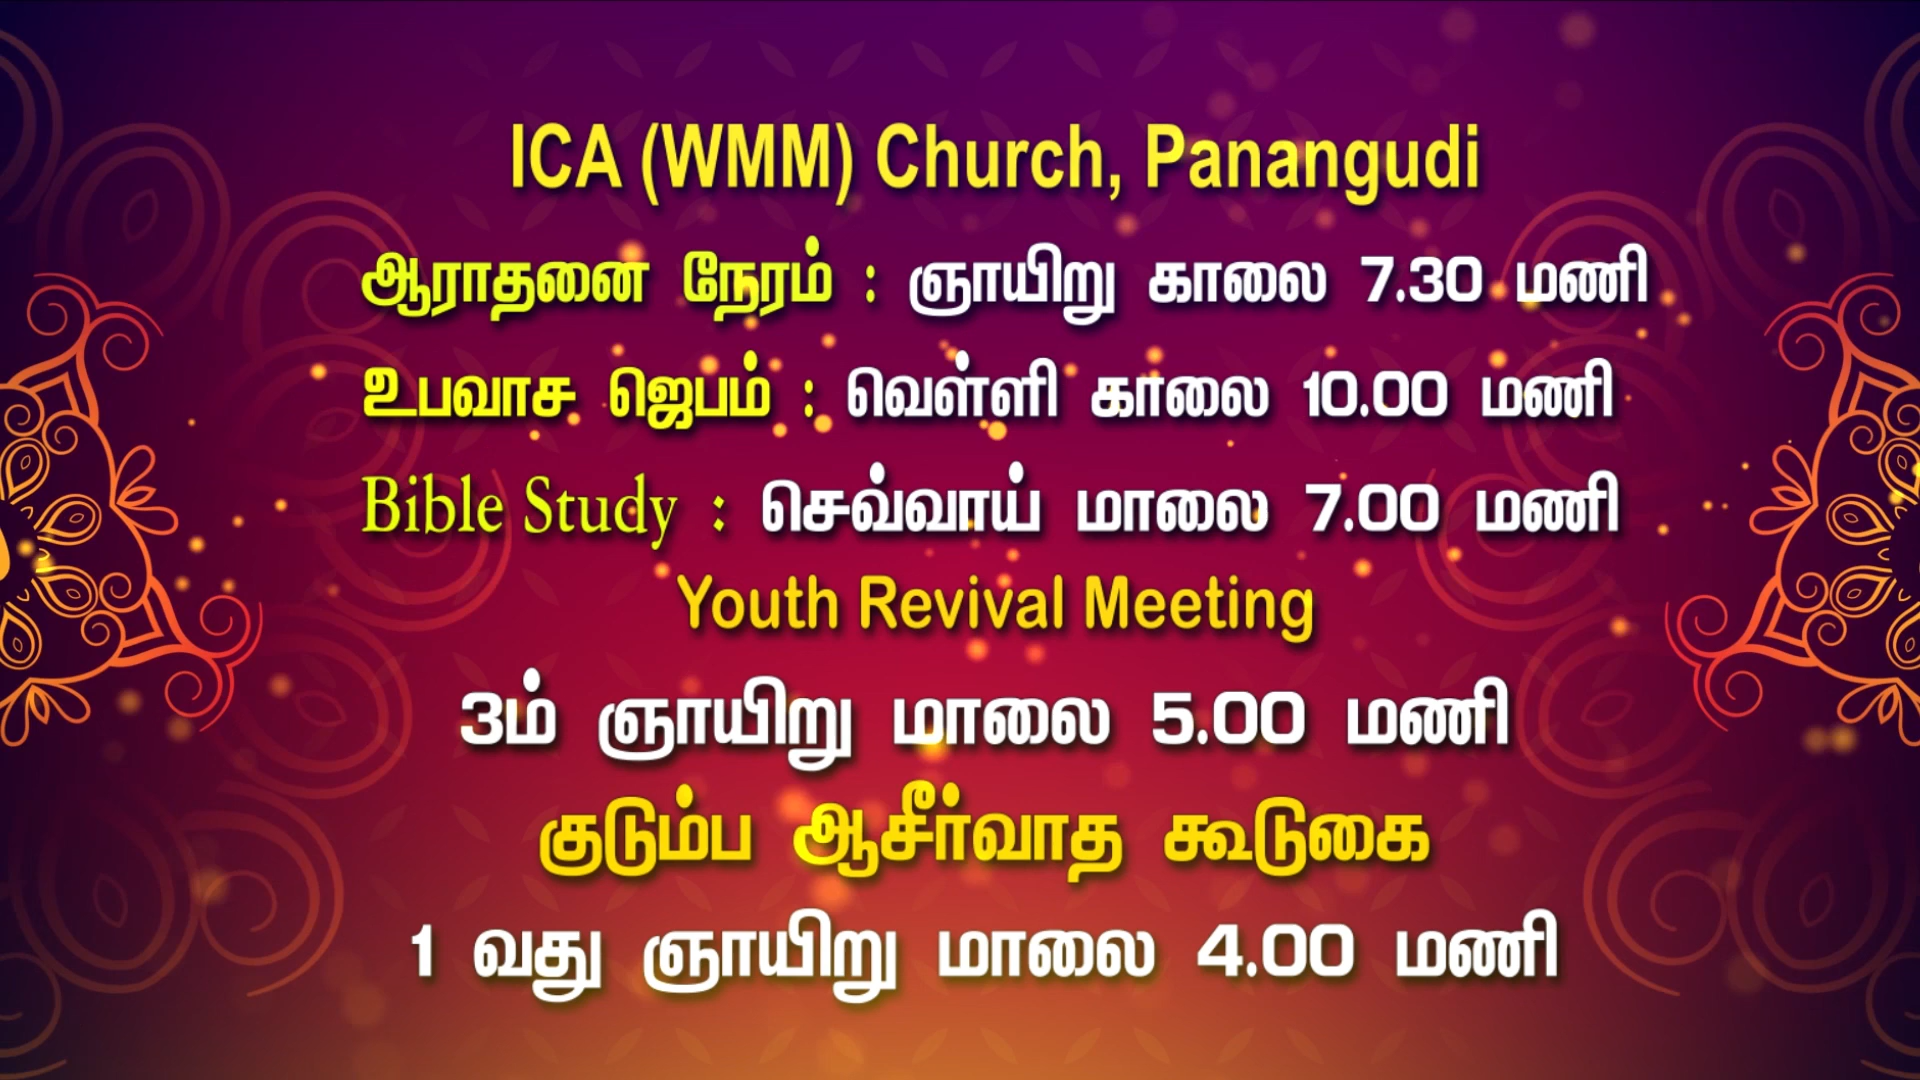 ICA (WMM) Church, Panangudi
ஆராதனை நேரம் : ஞாயிறு காலை 7.30 மணி
உபவாச ஜெபம் : வெள்ளி காலை 10.00 மணி
Bible Study : செவ்வாய் மாலை 7.00 மணி
Youth Revival Meeting
3ம் ஞாயிறு மாலை 5.00 மணி
குடும்ப ஆசீர்வாத கூடுகை
1 வது ஞாயிறு மாலை 4.00 மணி